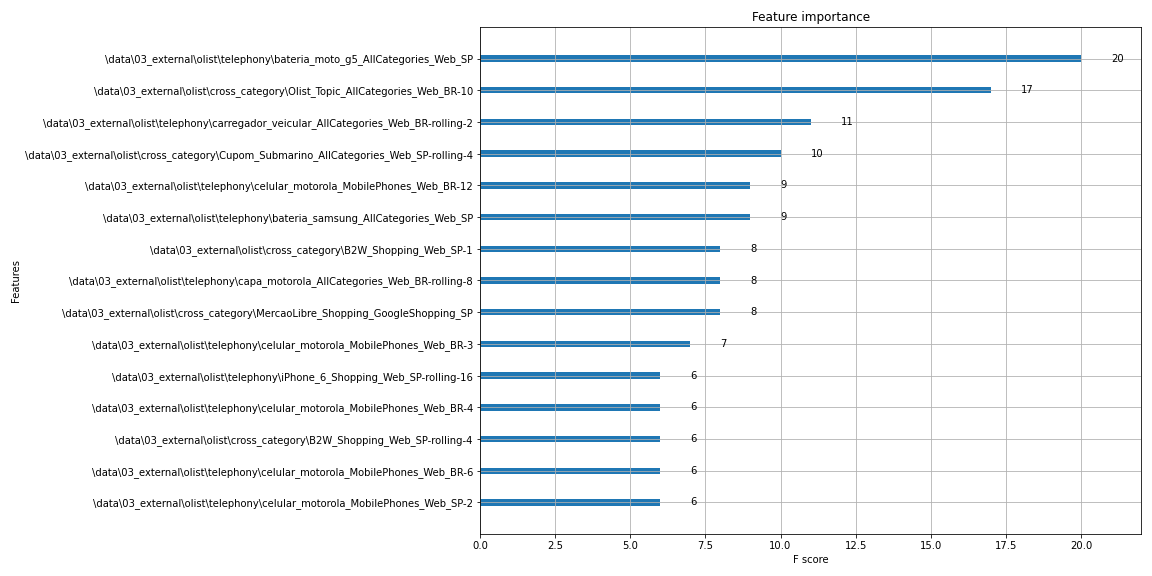 Feature importance
\data\03_external\olist\telephony\bateria_moto_g5_AllCategories_Web_SP 20
\data\03_external\olist\cross_category\Olist_Topic_AllCategories_Web_BR-10 17
\data\03_external\olist\telephony\carregador_veicular_AllCategories_Web_BR-rolling-2 11
\data\03_external\olist\cross_category\Cupom_Submarino_AllCategories_Web_SP-rolling-4 10
\data\03_external\olist\telephony\celular_motorola_MobilePhones_Web_BR-12 9
\data\03_external\olist\telephony\bateria_samsung_AllCategories_Web_SP 9
\data\03_external\olist\cross_category\B2W_Shopping_Web_SP-1 8
\data\03_external\olist\telephony\capa_motorola_AllCategories_Web_BR-rolling-8 8
\data\03_external\olist\cross_category\MercaoLibre_Shopping_GoogleShopping_SP 8
\data\03_external\olist\telephony\celular_motorola_MobilePhones_Web_BR-3 7
\data\03_external\olist\telephony\iPhone_6_Shopping_Web_SP-rolling-16 6
\data\03_external\olist\telephony\celular_motorola_MobilePhones_Web_BR-4 6
\data\03_external\olist\cross_category\B2W_Shopping_Web_SP-rolling-4 6
\data\03_external\olist\telephony\celular_motorola_MobilePhones_Web_BR-6 6
\data\03_external\olist\telephony\celular_motorola_MobilePhones_Web_SP-2 6
Features
0.0 2.5 5.0 7.5 10.0 12.5 15.0 17.5 20.0
F score